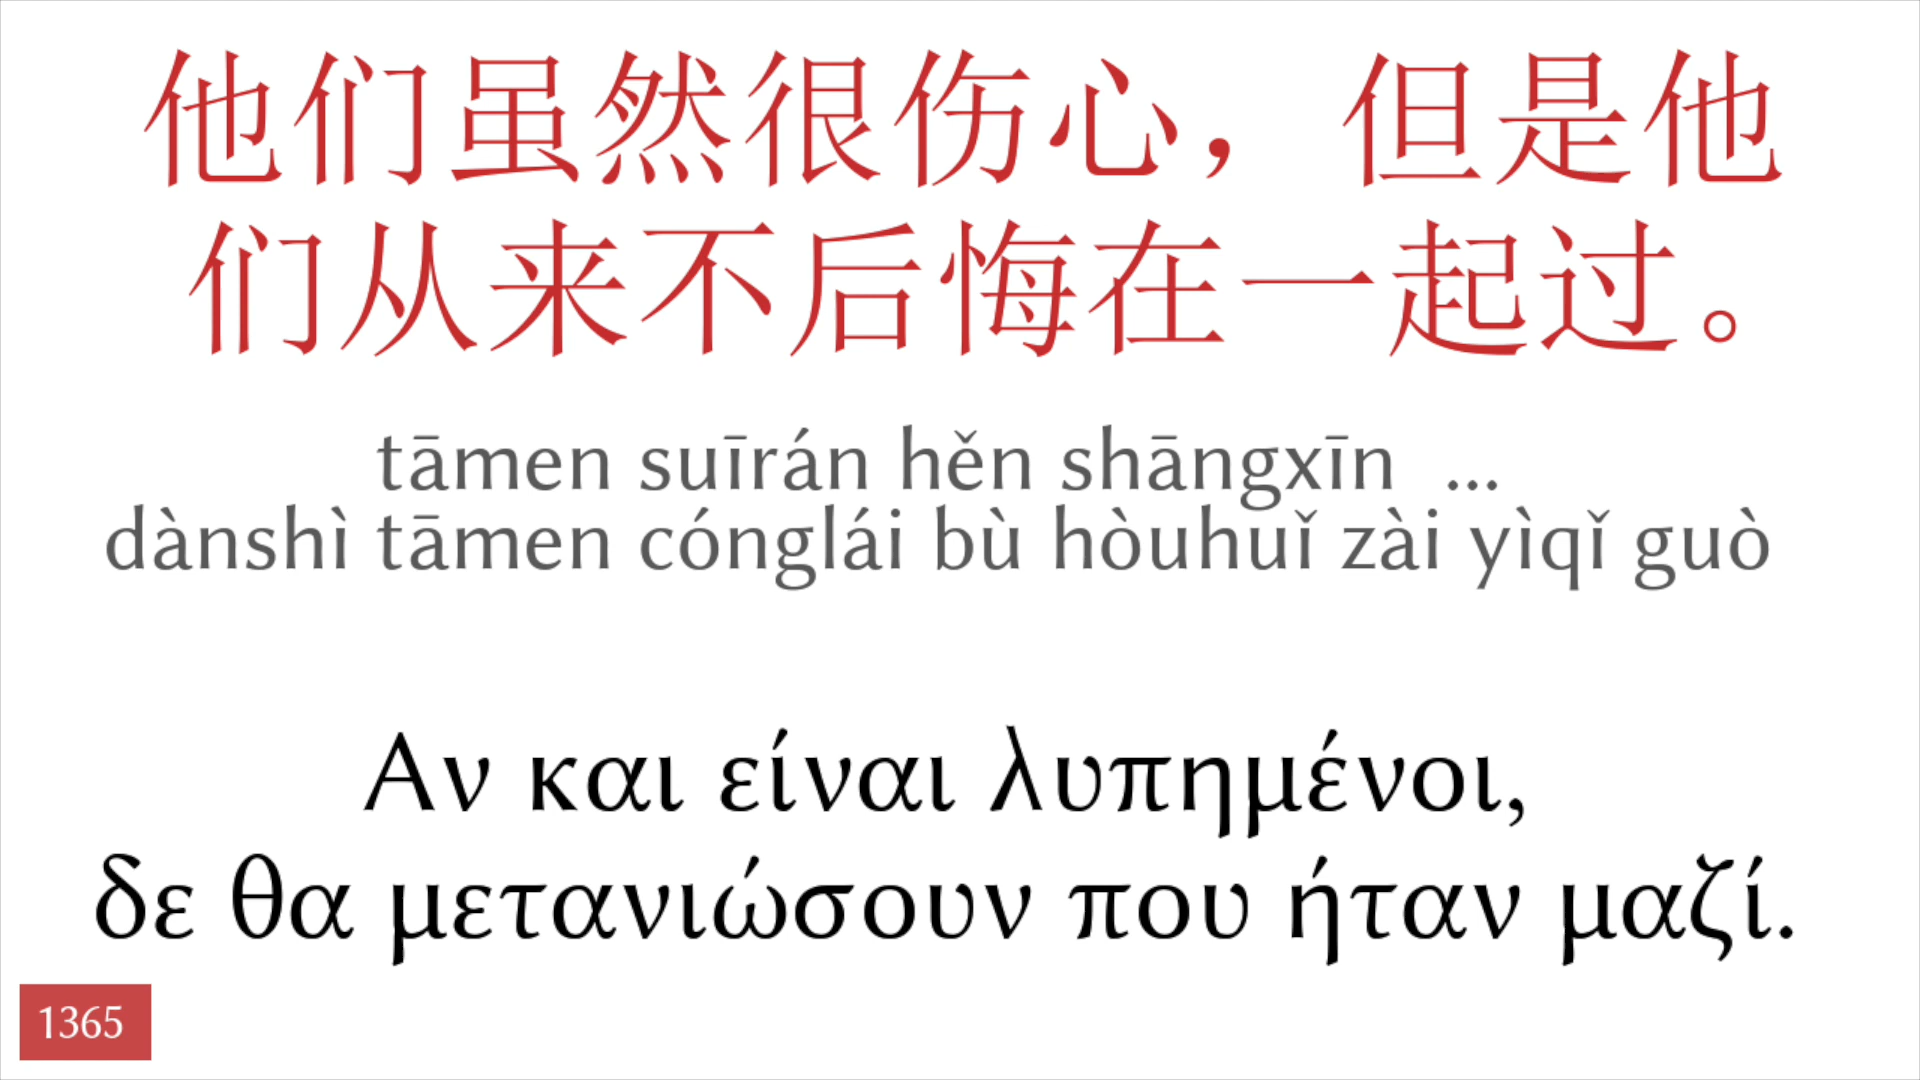 他们虽然很伤心，但是他
们从来不后悔在一起过。
tāmen suīrán hěn shāngxīn ...
dànshì tāmen cónglái bù hòuhuǐ zài yìqǐ guò
Αν και είναι λυπημένοι,
δε θα μετανιώσουν που ήταν μαζί.
1365